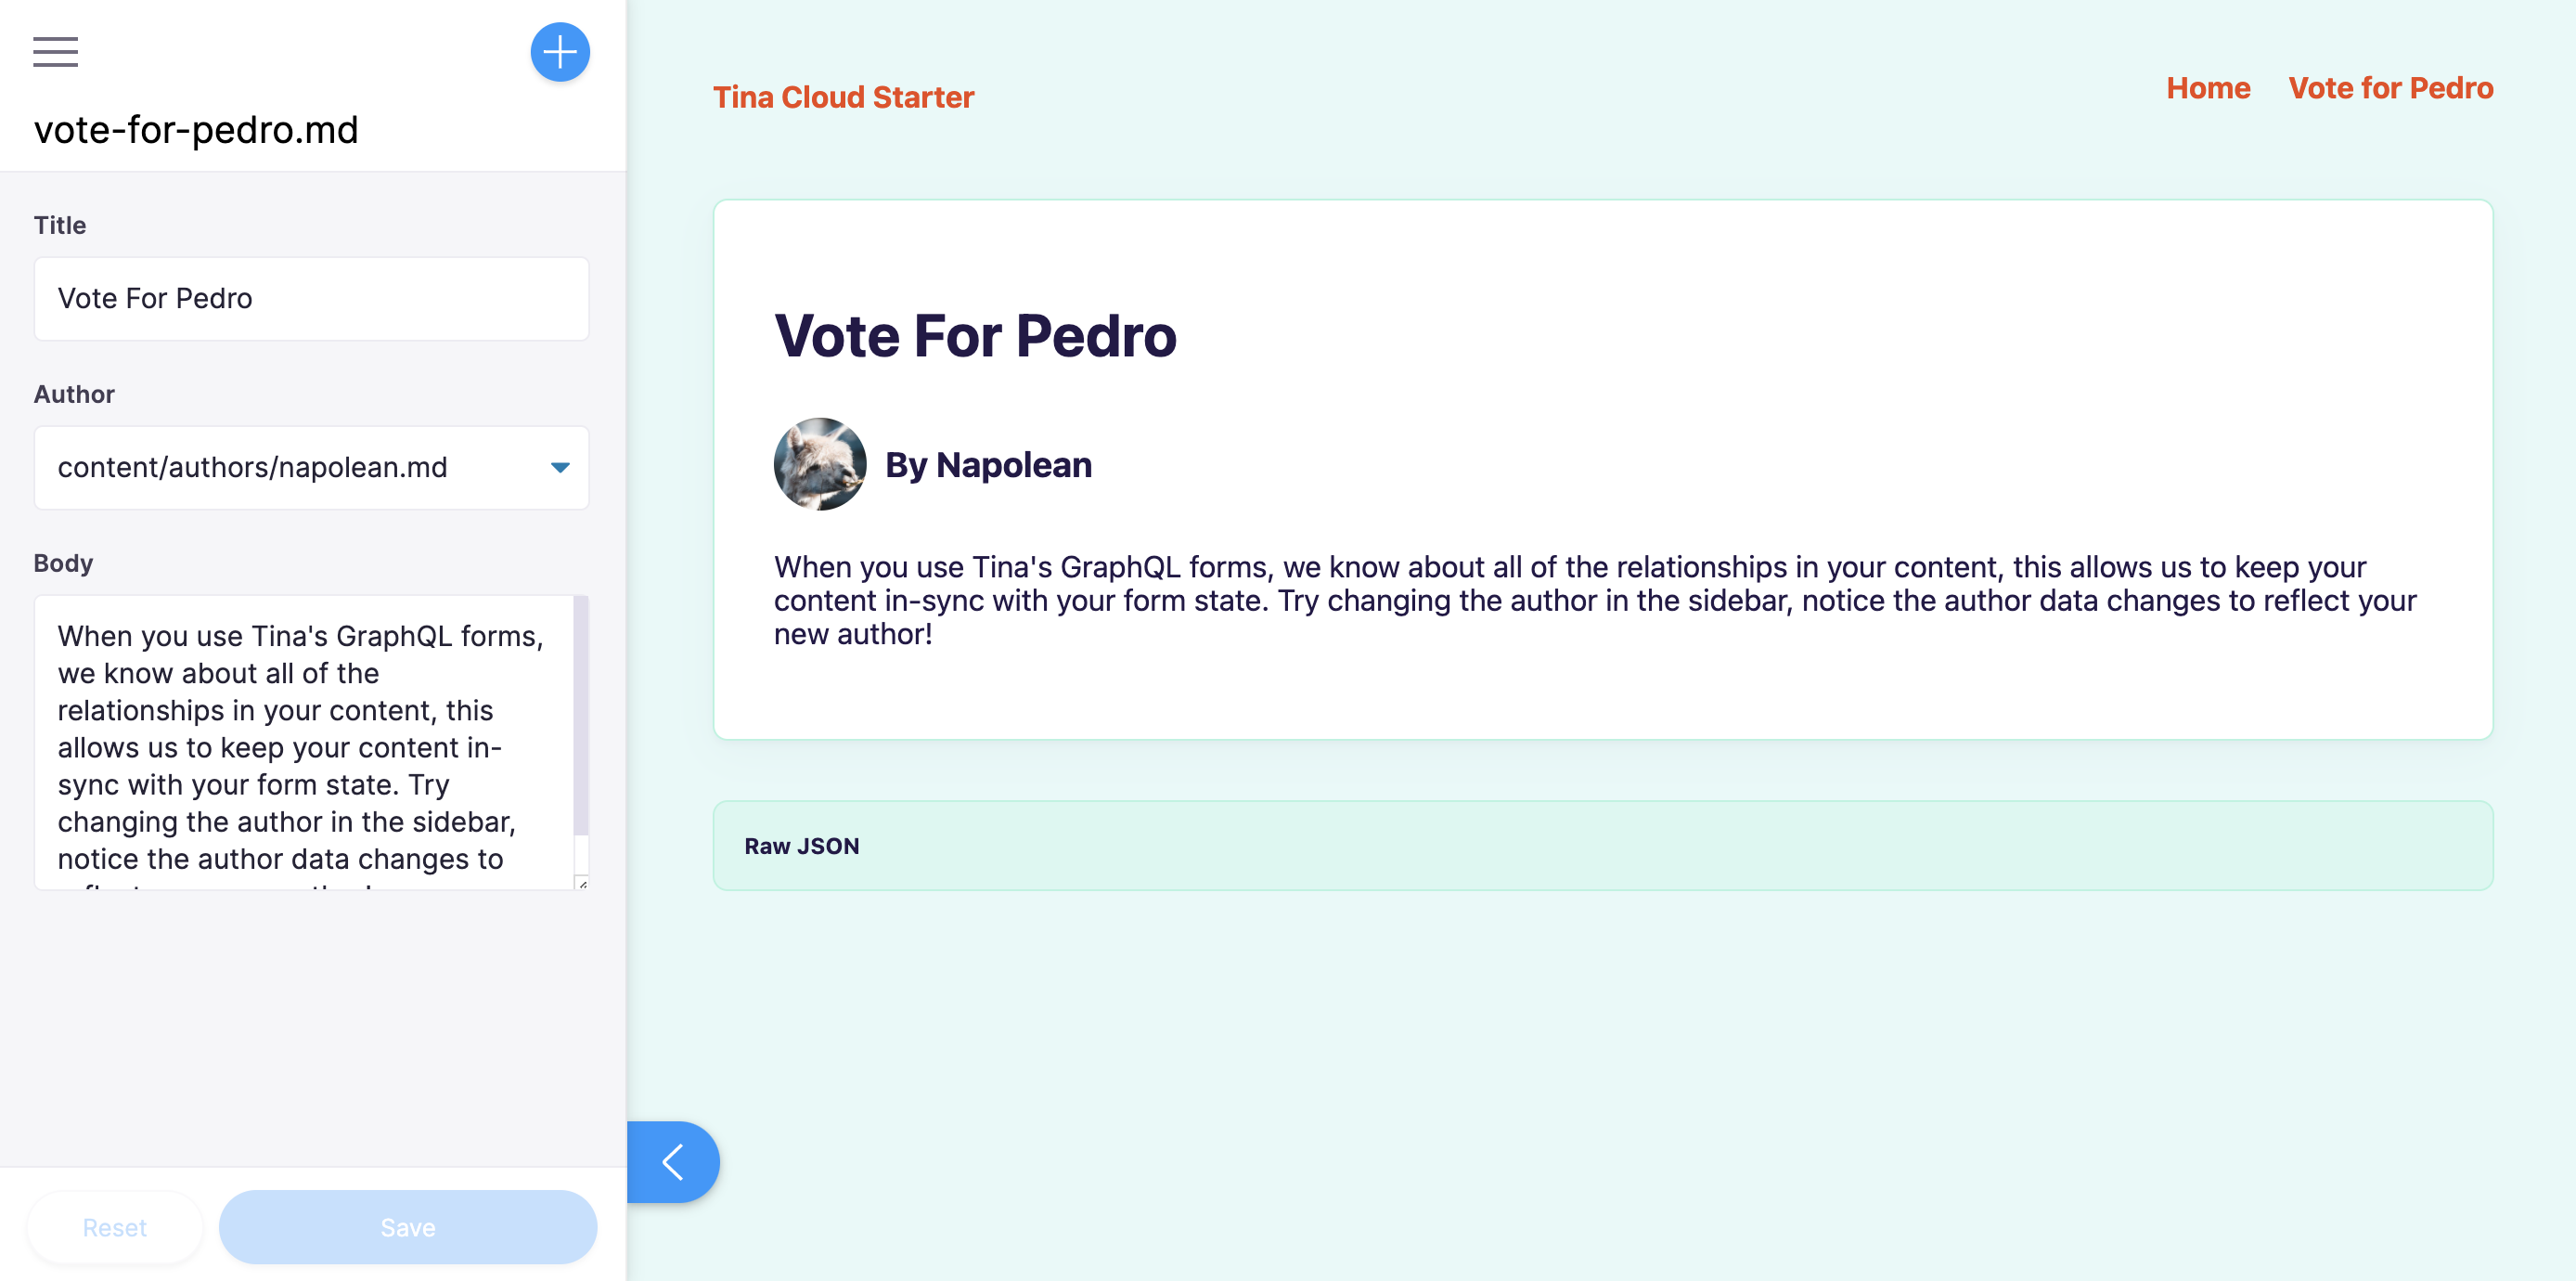 vote-for-pedro.md
Title
Vote For Pedro
Author
content/authors/napolean.md
Body
When you use Tina's GraphQL forms,
we know about all of the
relationships in your content, this
allows us to keep your content in-
sync with your form state. Try
changing the author in the sidebar,
notice the author data changes to
Reset
Save
Tina Cloud Starter
Home
Vote for Pedro
Vote For Pedro
By Napolean
When you use Tina's GraphQL forms, we know about all of the relationships in your content, this allows us to keep your
content in-sync with your form state. Try changing the author in the sidebar, notice the author data changes to reflect your
new author!
Raw JSON